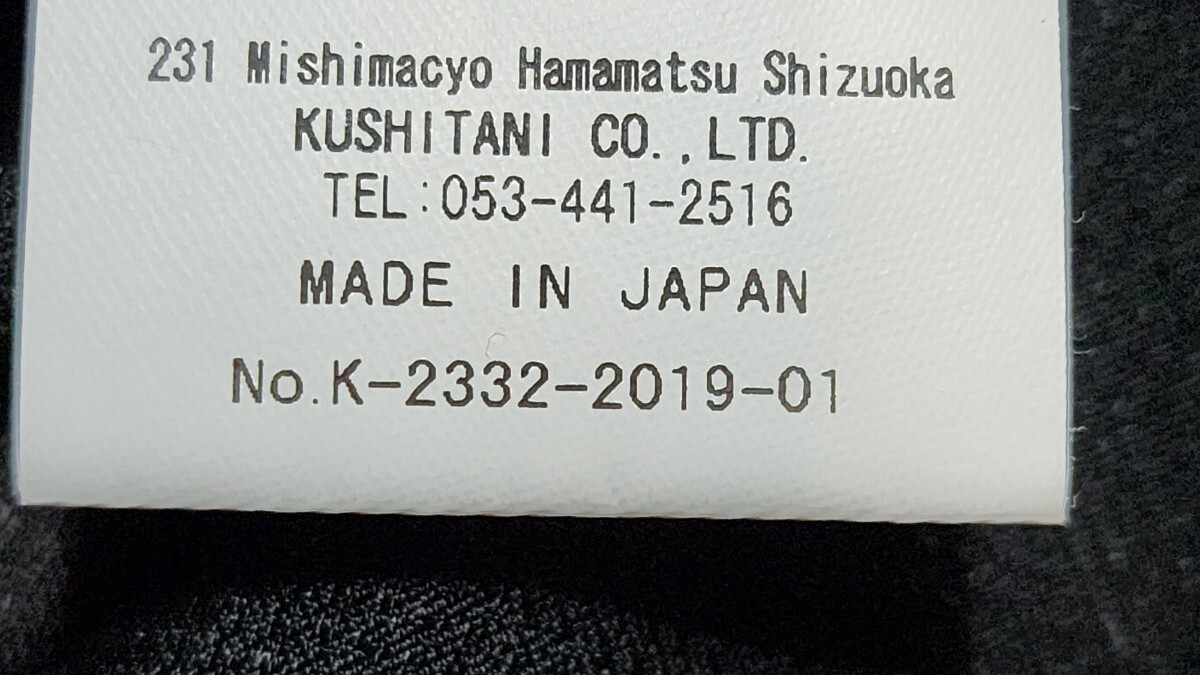 231 Mishimacyo Hamamatsu Shizuoka
KUSHITANI CO.,LTD.
TEL:053-441-2516
MADE IN JAPAN
No.K-2332-2019-01